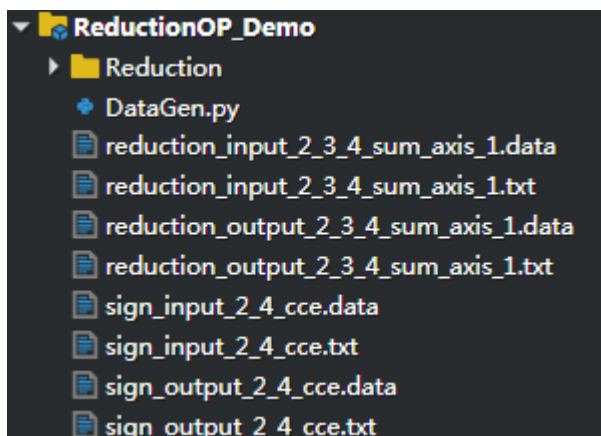 ReductionOP_Demo
Reduction
DataGen.py
reduction_input_2_3_4_sum_axis_1.data
reduction_input_2_3_4_sum_axis_1.txt
reduction_output_2_3_4_sum_axis_1.data
reduction_output_2_3_4_sum_axis_1.txt
sign_input_2_4_cce.data
sign_input_2_4_cce.txt
sign_output_2_4_cce.data
sign_output_2_4_cce.txt